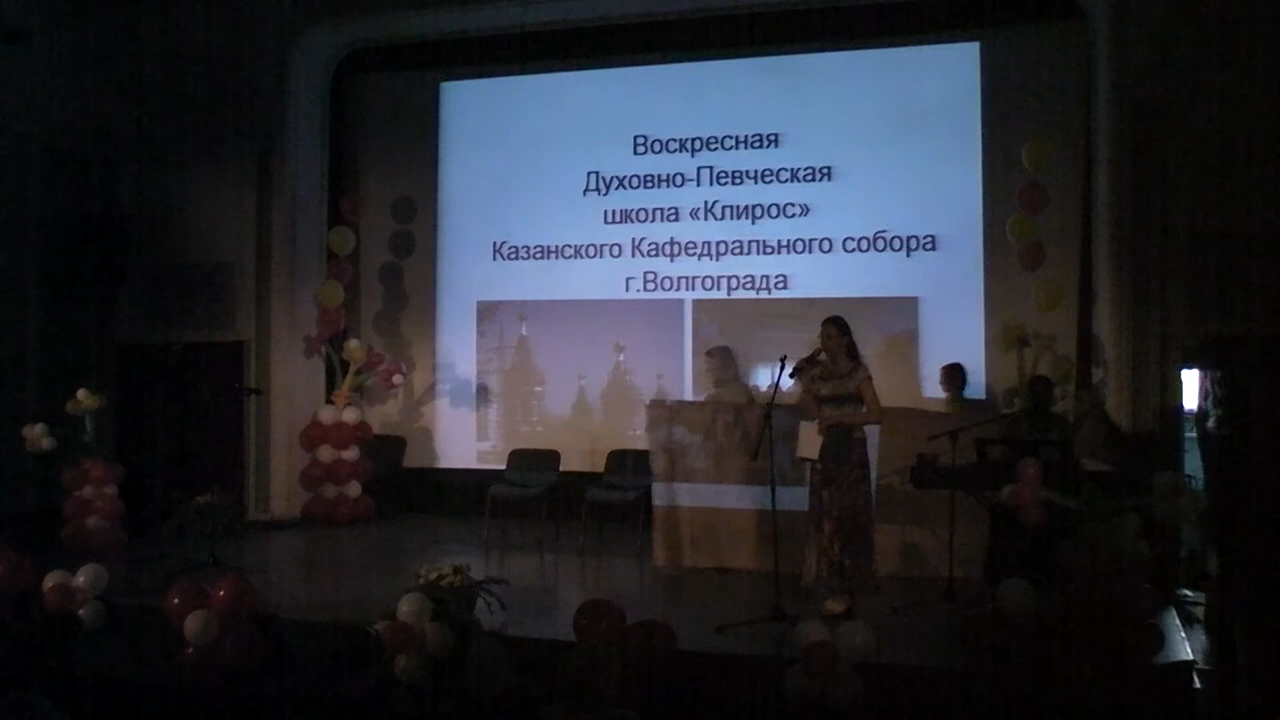 Воскресная
Духовно-Певческая
школа «Клирос»
Казанского Кафедрального собора
г.Волгограда